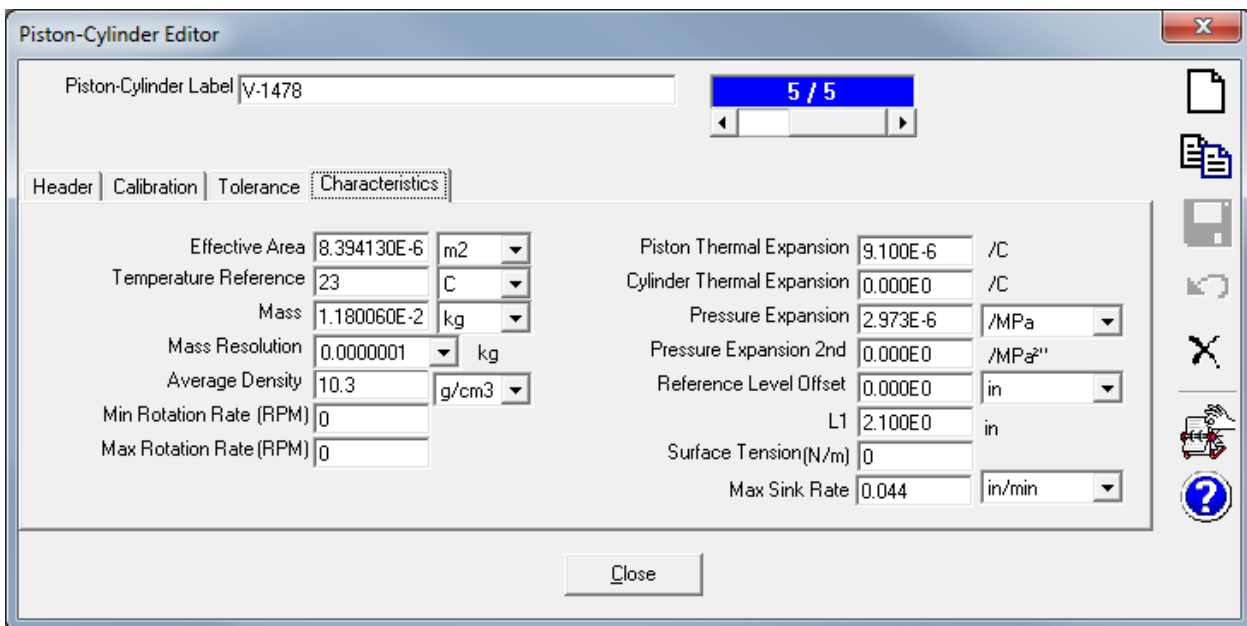 Piston-Cylinder Editor
Piston-Cylinder Label V-1478
5 / 5
Header Calibration Tolerance Characteristics
Effective Area 8.394130E-6 m2
Temperature Reference 23 C
Mass 1.180060E-2 kg
Mass Resolution 0.0000001 kg
Average Density 10.3 g/cm3
Min Rotation Rate (RPM) 0
Max Rotation Rate (RPM) 0
Piston Thermal Expansion 9.100E-6 /C
Cylinder Thermal Expansion 0.000E0 /C
Pressure Expansion 2.973E-6 /MPa
Pressure Expansion 2nd 0.000E0 /MPa²"
Reference Level Offset 0.000E0 in
L1 2.100E0 in
Surface Tension(N/m) 0
Max Sink Rate 0.044 in/min
Close